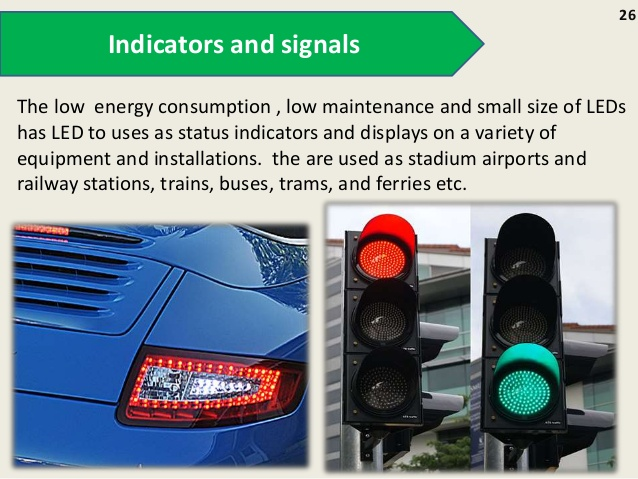 26
Indicators and signals
The low energy consumption , low maintenance and small size of LEDs
has LED to uses as status indicators and displays on a variety of
equipment and installations. the are used as stadium airports and
railway stations, trains, buses, trams, and ferries etc.